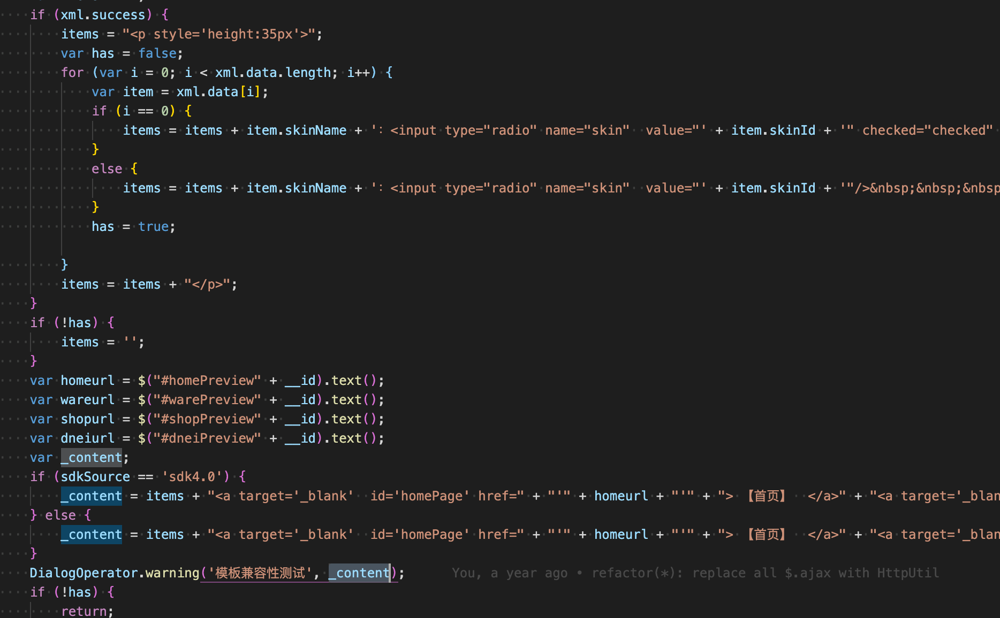 if (xml.success) {
items = "<p style='height:35px'>";
var has = false;
for (var i = 0; i < xml.data.length; i++) {
var item = xml.data[i];
if (i == 0) {
items = items + item.skinName + '：<input type="radio" name="skin"  value="' + item.skinId + '" checked="checked"
}
else {
items = items + item.skinName + '：<input type="radio" name="skin"  value="' + item.skinId + '"/>&nbsp;&nbsp;&nbsp
}
has = true;
}
items = items + "</p>";
}
if (!has) {
items = '';
}
var homeurl = $("#homePreview" + __id).text();
var wareurl = $("#warePreview" + __id).text();
var shopurl = $("#shopPreview" + __id).text();
var dneiurl = $("#dneiPreview" + __id).text();
var _content;
if (sdkSource == 'sdk4.0') {
_content = items + "<a target='_blank'  id='homePage' href=" + "'" + homeurl + "'" + "> 【首页】  </a>" + "<a target='_blan
} else {
_content = items + "<a target='_blank'  id='homePage' href=" + "'" + homeurl + "'" + "> 【首页】  </a>" + "<a target='_blan
}
DialogOperator.warning('模板兼容性测试', _content); You, a year ago • refactor(*): replace all $.ajax with HttpUtil
if (!has) {
return;